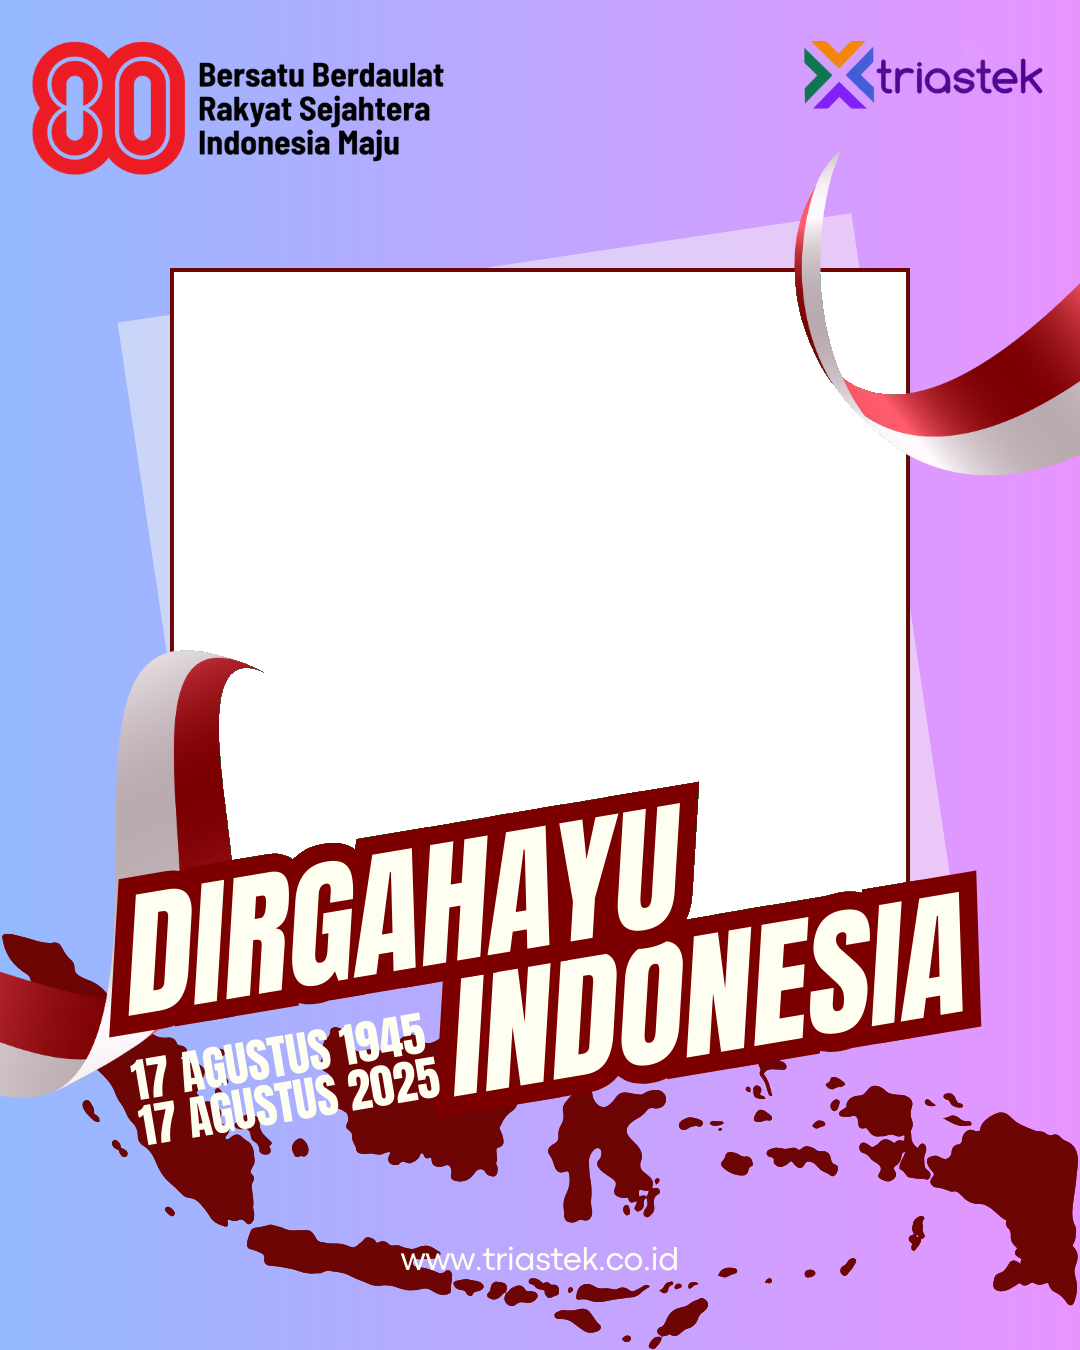 80
Bersatu Berdaulat
Rakyat Sejahtera
Indonesia Maju
triastek
DIRGAHAYU
INDONESIA
17 AGUSTUS 1945
17 AGUSTUS 2025
www.triastek.co.id